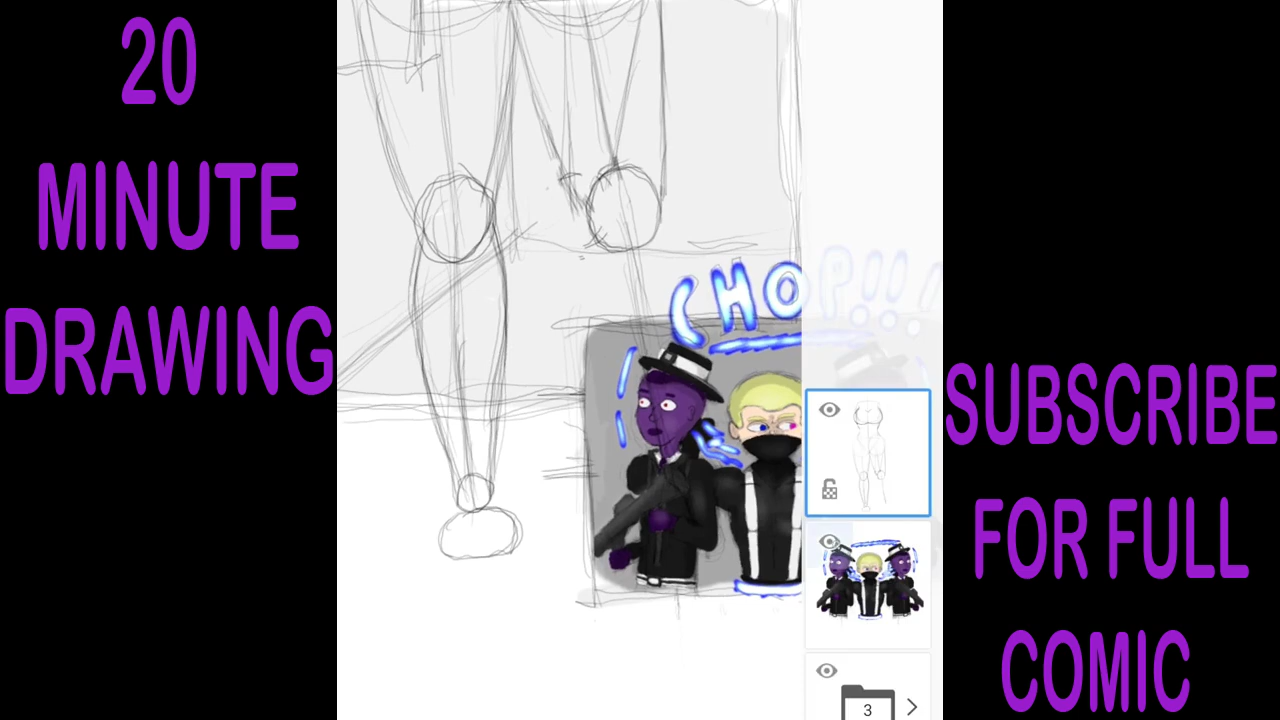 20
MINUTE
DRAWING
CHOP!!!
SUBSCRIBE
FOR FULL
COMIC
3